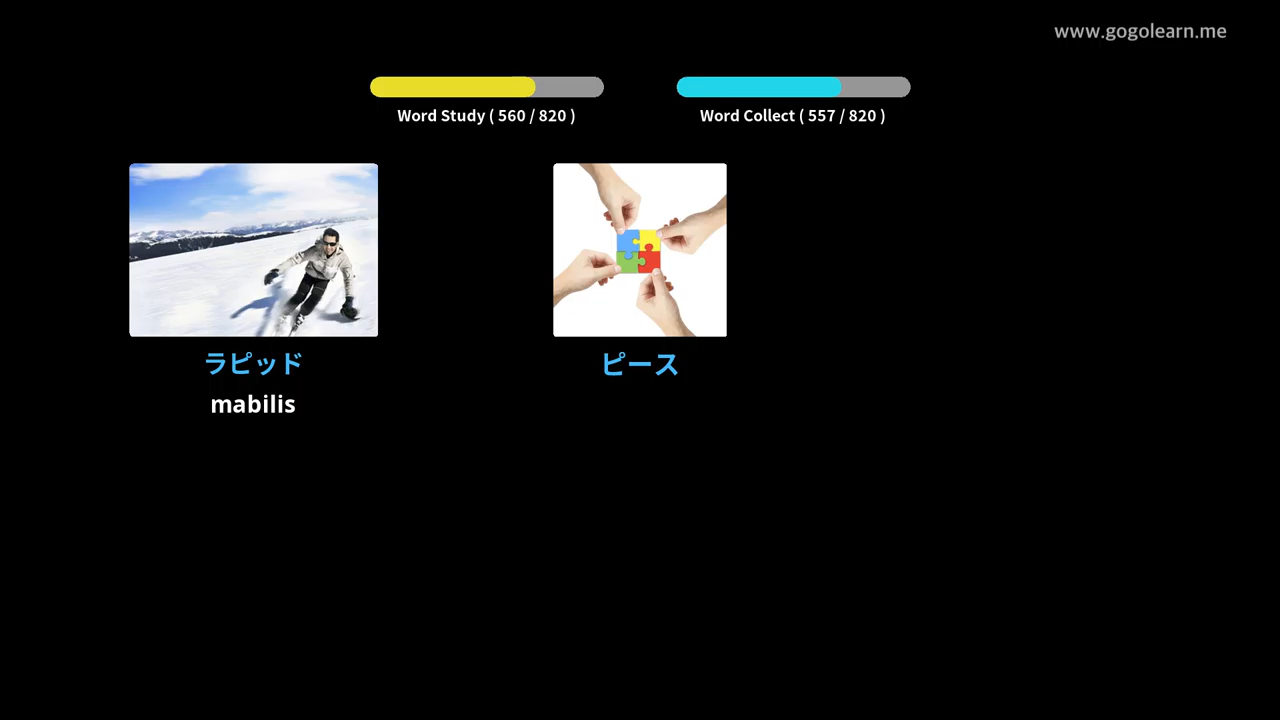 www.gogolearn.me
Word Study ( 560 / 820 )
Word Collect ( 557 / 820 )
ラピッド
mabilis
ピース